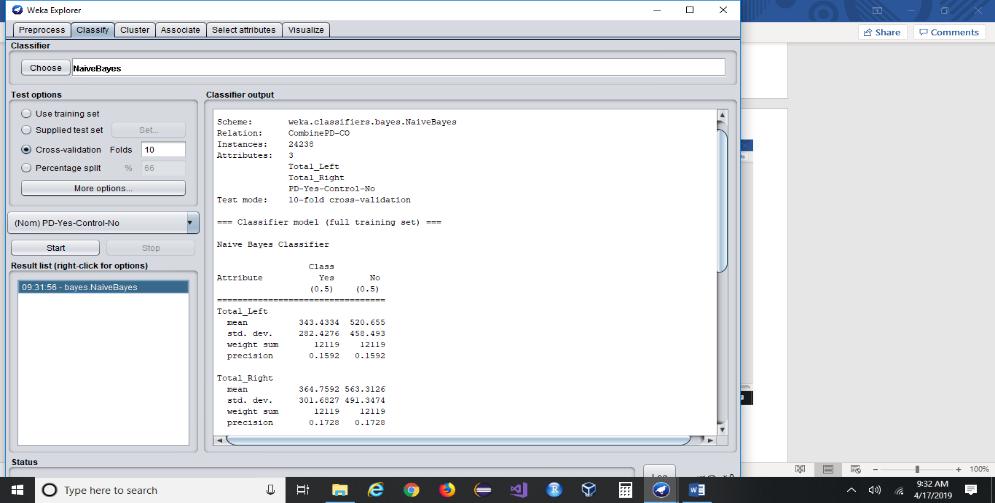 Weka Explorer
Preprocess Classify Cluster Associate Select attributes Visualize
Share Comments
Classifier
Choose NaiveBayes
Test options
Use training set
Supplied test set Set...
Cross-validation Folds 10
Percentage split % 66
More options...
(Nom) PD-Yes-Control-No
Start Stop
Result list (right-click for options)
09:31:56 - bayes.NaiveBayes
Classifier output
Scheme: weka.classifiers.bayes.NaiveBayes
Relation: CombinePD-CO
Instances: 24238
Attributes: 3
Total_Left
Total_Right
PD-Yes-Control-No
Test mode: 10-fold cross-validation
=== Classifier model (full training set) ===
Naive Bayes Classifier
Class
Attribute Yes No
(0.5) (0.5)
=================================
Total_Left
mean 343.4334 520.655
std. dev. 282.4276 458.493
weight sum 12119 12119
precision 0.1592 0.1592
Total_Right
mean 364.7592 563.3126
std. dev. 301.6827 491.3474
weight sum 12119 12119
precision 0.1728 0.1728
Status
Log
100%
Type here to search
9:32 AM
4/17/2019